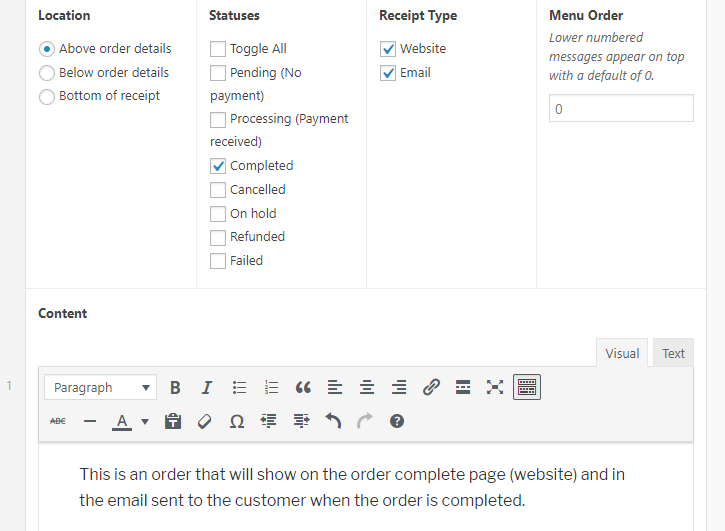 Location
Above order details
Below order details
Bottom of receipt
Statuses
Toggle All
Pending (No
payment)
Processing (Payment
received)
Completed
Cancelled
On hold
Refunded
Failed
Receipt Type
Website
Email
Menu Order
Lower numbered
messages appear on top
with a default of 0.
0
Content
Visual Text
1
Paragraph B I
ABC A Ω
This is an order that will show on the order complete page (website) and in
the email sent to the customer when the order is completed.